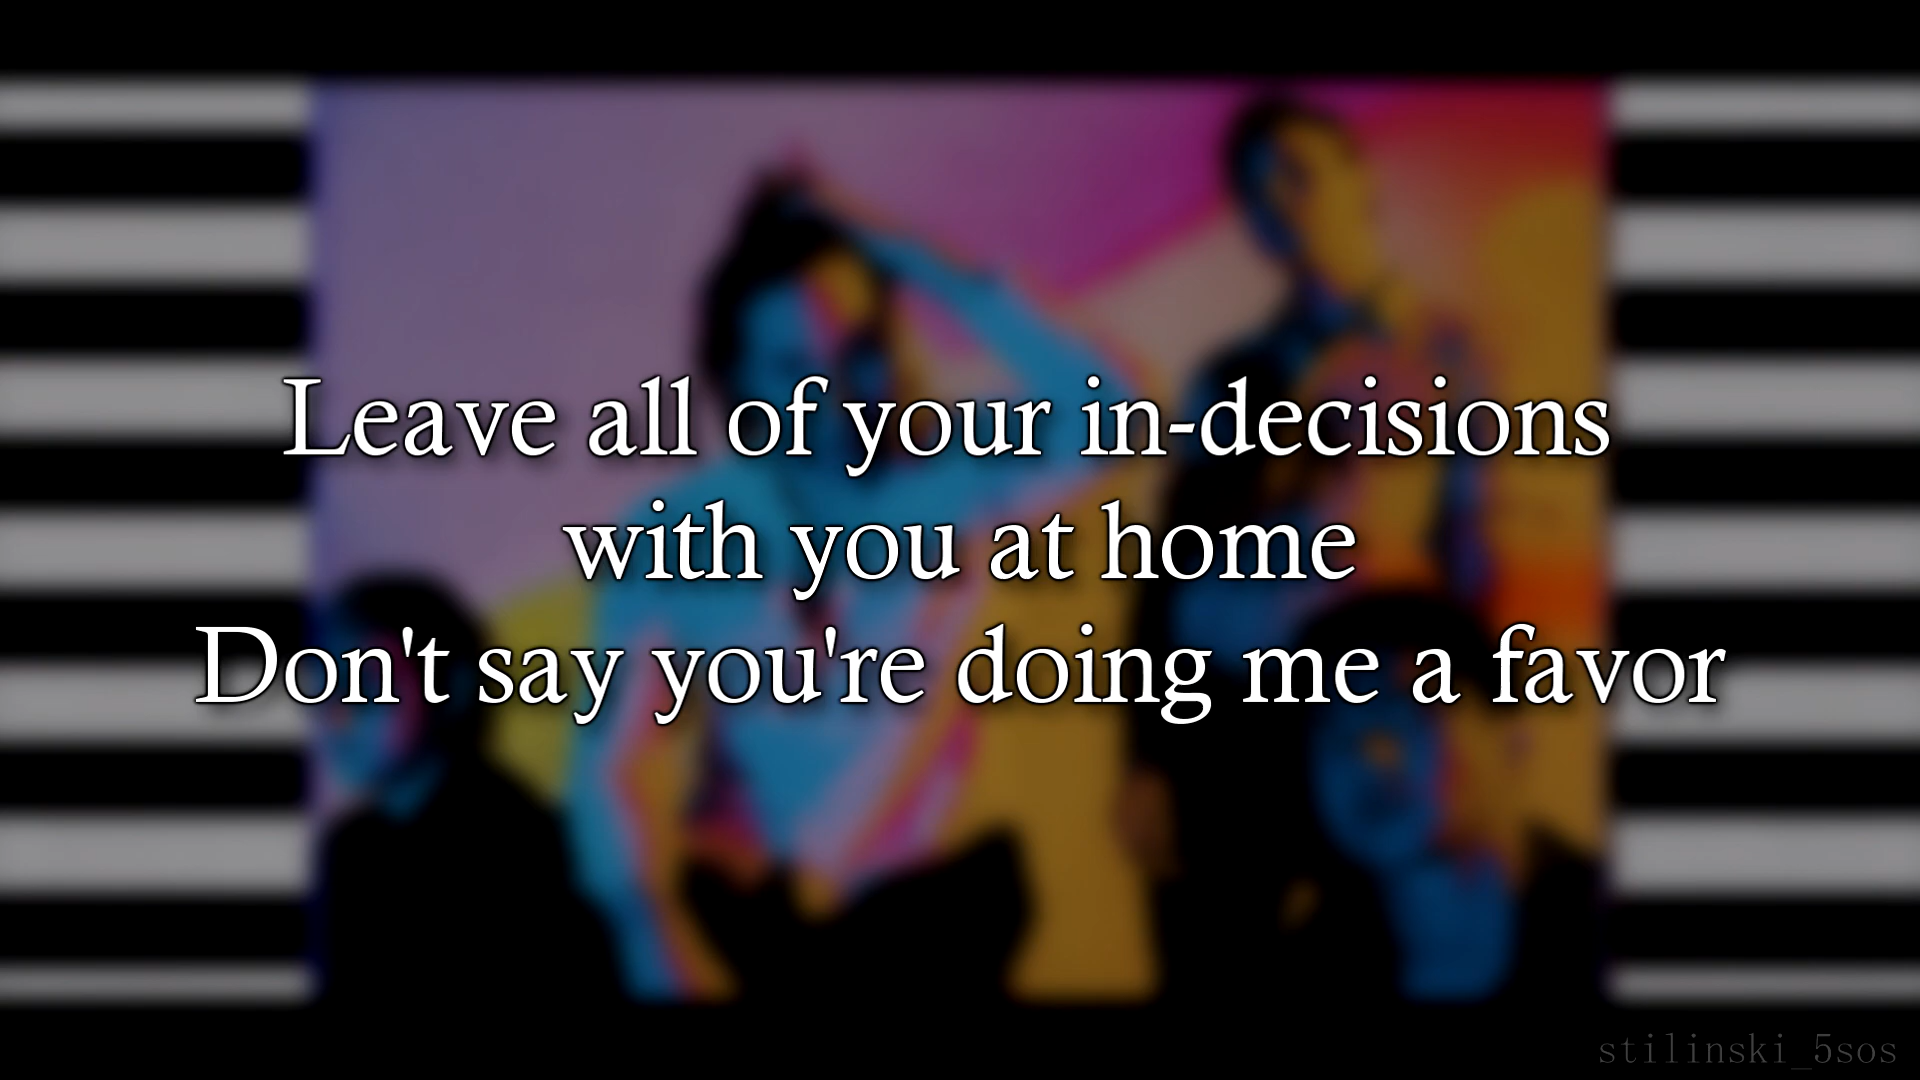 Leave all of your in-decisions
with you at home
Don't say you're doing me a favor
stilinski_5sos